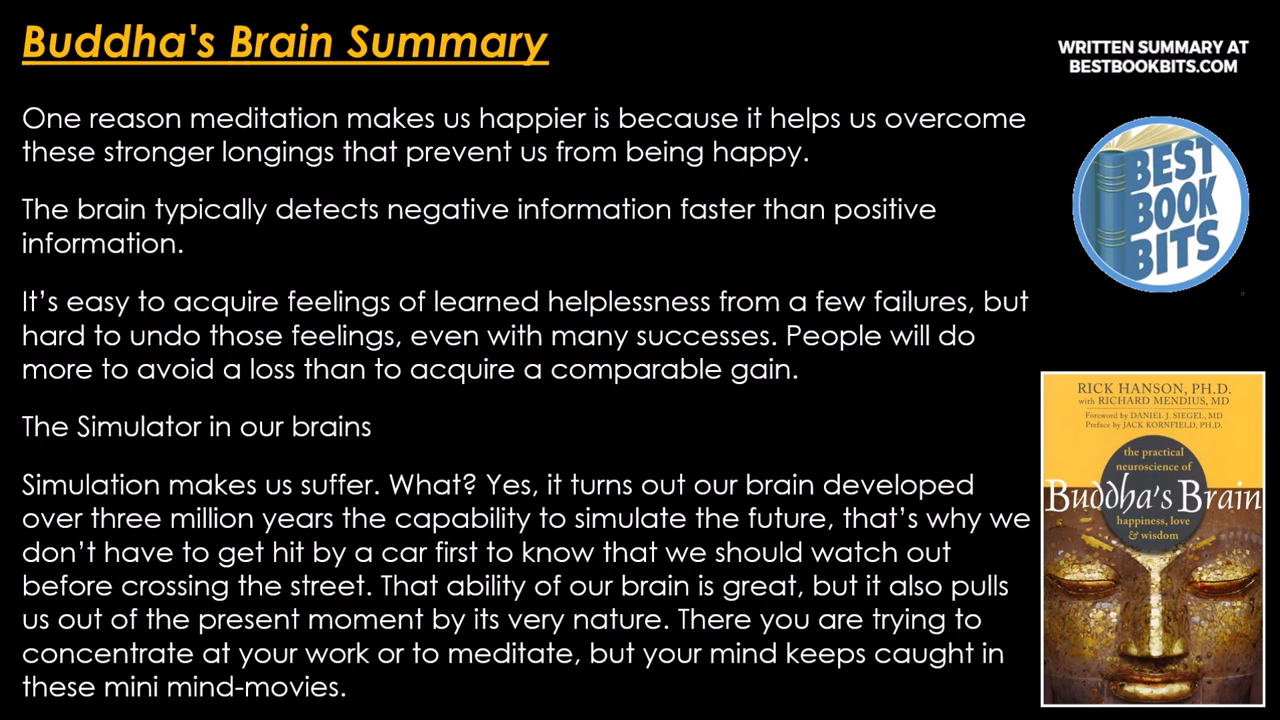 Buddha's Brain Summary
WRITTEN SUMMARY AT
BESTBOOKBITS.COM
One reason meditation makes us happier is because it helps us overcome
these stronger longings that prevent us from being happy.
The brain typically detects negative information faster than positive
information.
It’s easy to acquire feelings of learned helplessness from a few failures, but
hard to undo those feelings, even with many successes. People will do
more to avoid a loss than to acquire a comparable gain.
The Simulator in our brains
Simulation makes us suffer. What? Yes, it turns out our brain developed
over three million years the capability to simulate the future, that’s why we
don’t have to get hit by a car first to know that we should watch out
before crossing the street. That ability of our brain is great, but it also pulls
us out of the present moment by its very nature. There you are trying to
concentrate at your work or to meditate, but your mind keeps caught in
these mini mind-movies.
BEST
BOOK
BITS
RICK HANSON, PH.D.
with RICHARD MENDIUS, MD
Foreword by DANIEL J. SIEGEL, MD
Preface by JACK KORNFIELD, PH.D.
the practical
neuroscience of
Buddha's Brain
happiness, love
& wisdom